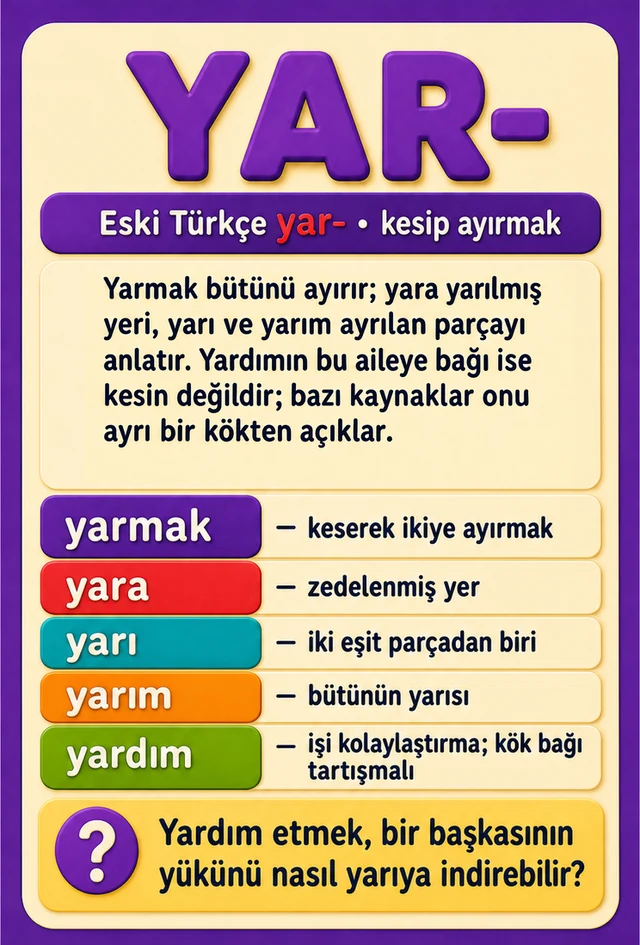 YAR-
Eski Türkçe yar- • kesip ayırmak
Yarmak bütünü ayırır; yara yarılmış
yeri, yarı ve yarım ayrılan parçayı
anlatır. Yardımın bu aileye bağı ise
kesin değildir; bazı kaynaklar onu
ayrı bir kökten açıklar.
yarmak — keserek ikiye ayırmak
yara — zedelenmiş yer
yarı — iki eşit parçadan biri
yarım — bütünün yarısı
yardım — işi kolaylaştırma; kök bağı
tartışmalı
?
Yardım etmek, bir başkasının
yükünü nasıl yarıya indirebilir?